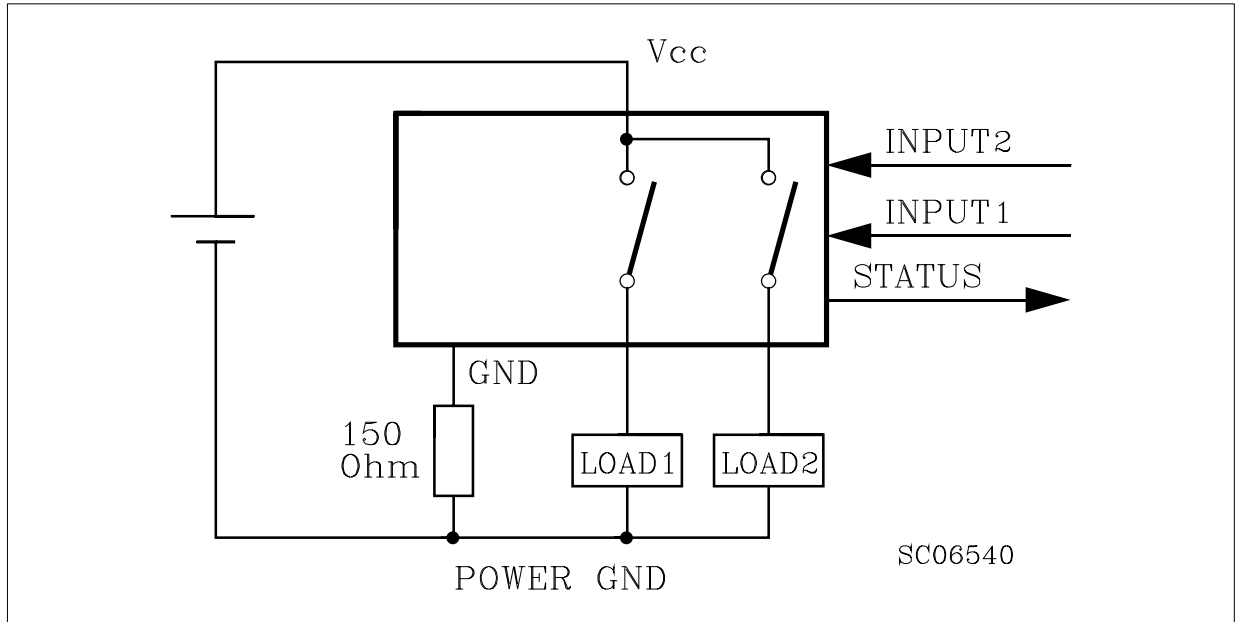 Vcc
INPUT2
INPUT1
STATUS
GND
150
Ohm
LOAD1
LOAD2
SC06540
POWER GND